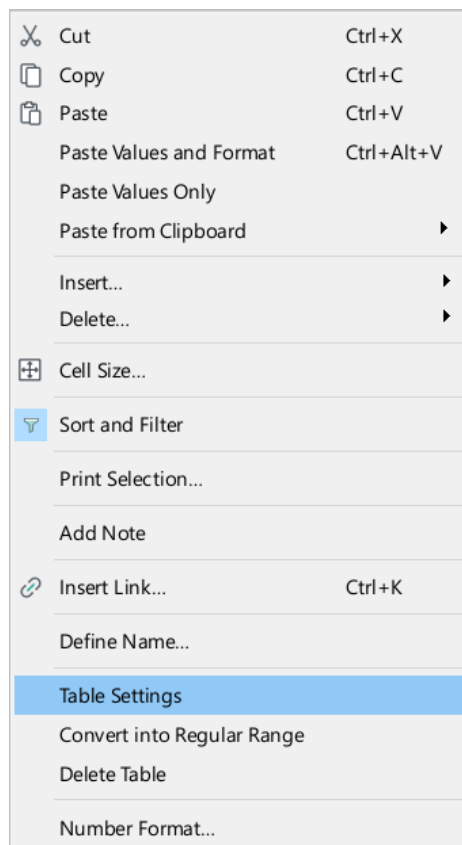 Cut Ctrl+X
Copy Ctrl+C
Paste Ctrl+V
Paste Values and Format Ctrl+Alt+V
Paste Values Only
Paste from Clipboard
Insert...
Delete...
Cell Size...
Sort and Filter
Print Selection...
Add Note
Insert Link... Ctrl+K
Define Name...
Table Settings
Convert into Regular Range
Delete Table
Number Format...